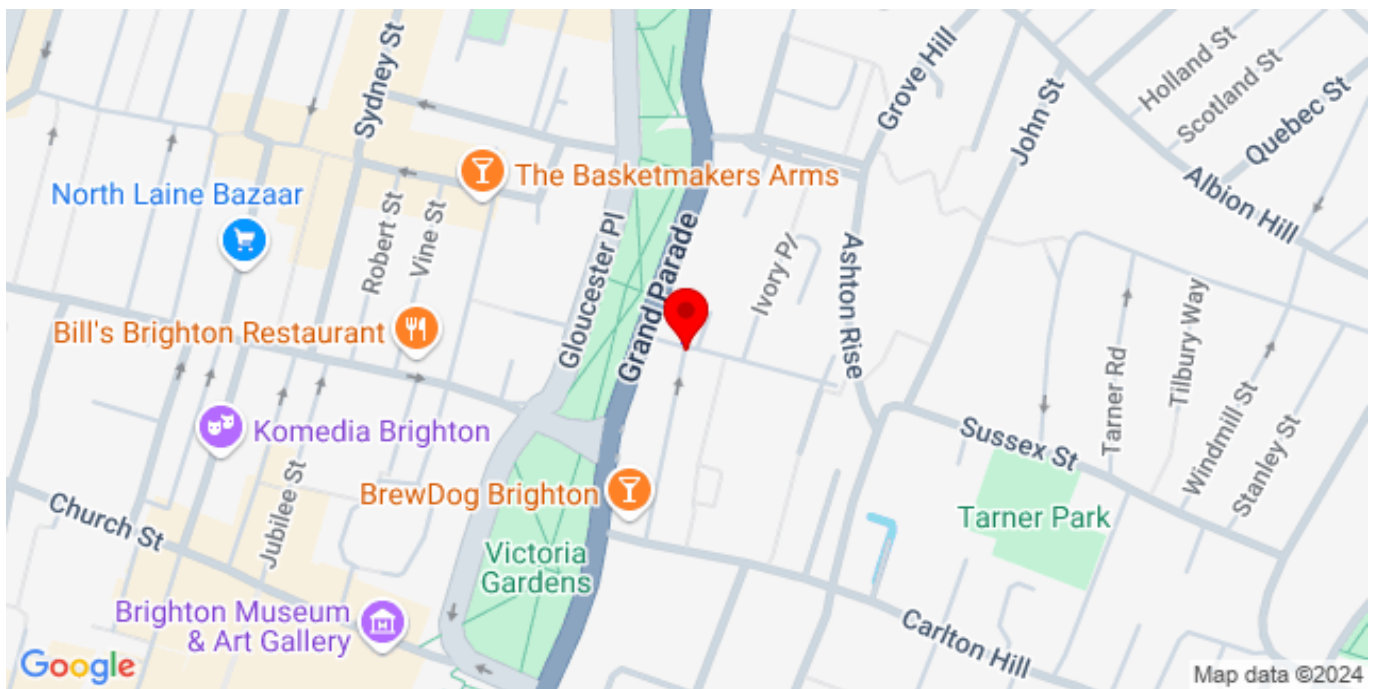 Sydney St
Grove Hill
John St
Holland St
Scotland St
Quebec St
Albion Hill
The Basketmakers Arms
North Laine Bazaar
Robert St
Vine St
Gloucester Pl
Grand Parade
Ivory Pl
Ashton Rise
Bill's Brighton Restaurant
Tarner Rd
Tilbury Way
Windmill St
Stanley St
Komedia Brighton
Sussex St
BrewDog Brighton
Church St
Jubilee St
Tarner Park
Victoria
Gardens
Brighton Museum
& Art Gallery
Carlton Hill
Google
Map data ©2024